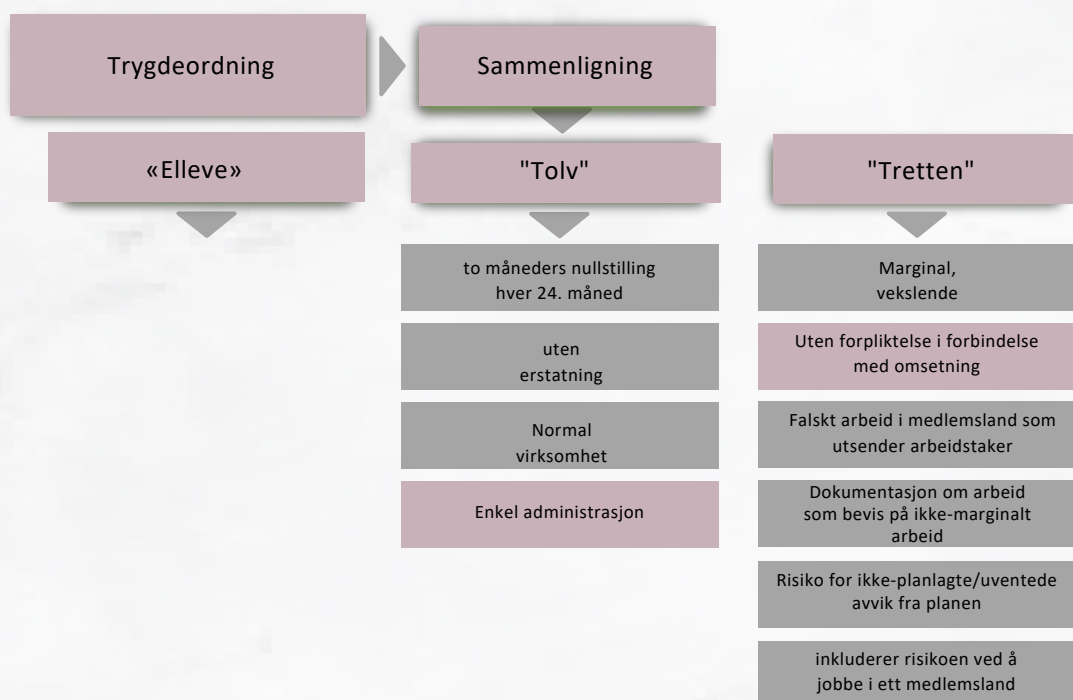 Trygdeordning
Sammenligning
«Elleve»
"Tolv"
"Tretten"
to måneders nullstilling
hver 24. måned
uten
erstatning
Normal
virksomhet
Enkel administrasjon
Marginal,
vekslende
Uten forpliktelse i forbindelse
med omsetning
Falskt arbeid i medlemsland som
utsender arbeidstaker
Dokumentasjon om arbeid
som bevis på ikke-marginalt
arbeid
Risiko for ikke-planlagte/uventede
avvik fra planen
inkluderer risikoen ved å
jobbe i ett medlemsland